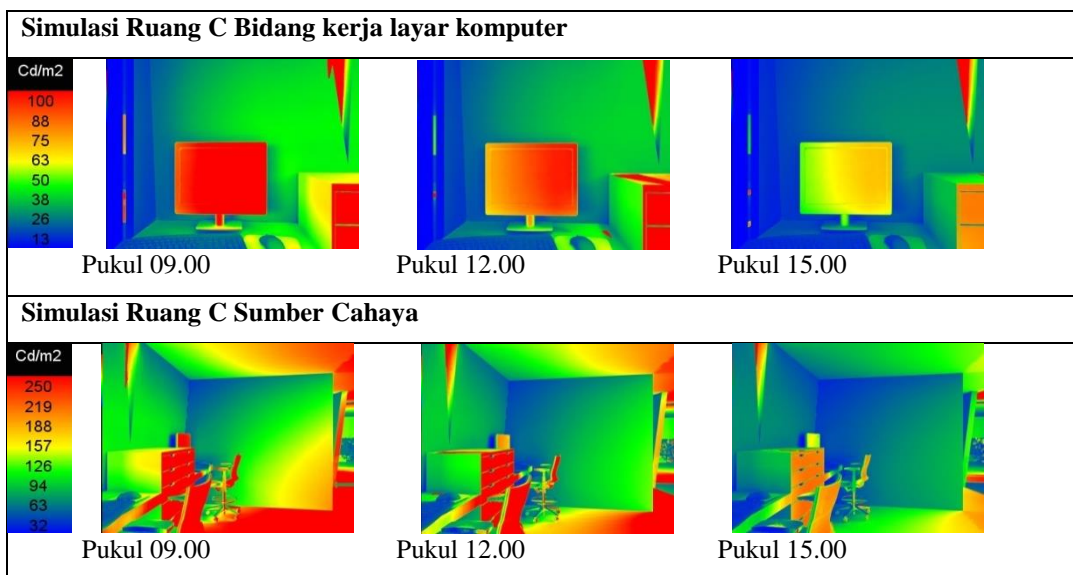 Simulasi Ruang C Bidang kerja layar komputer
Cd/m2
100
88
75
63
50
38
26
13
Pukul 09.00 Pukul 12.00 Pukul 15.00
Simulasi Ruang C Sumber Cahaya
Cd/m2
250
219
188
157
126
94
63
32
Pukul 09.00 Pukul 12.00 Pukul 15.00